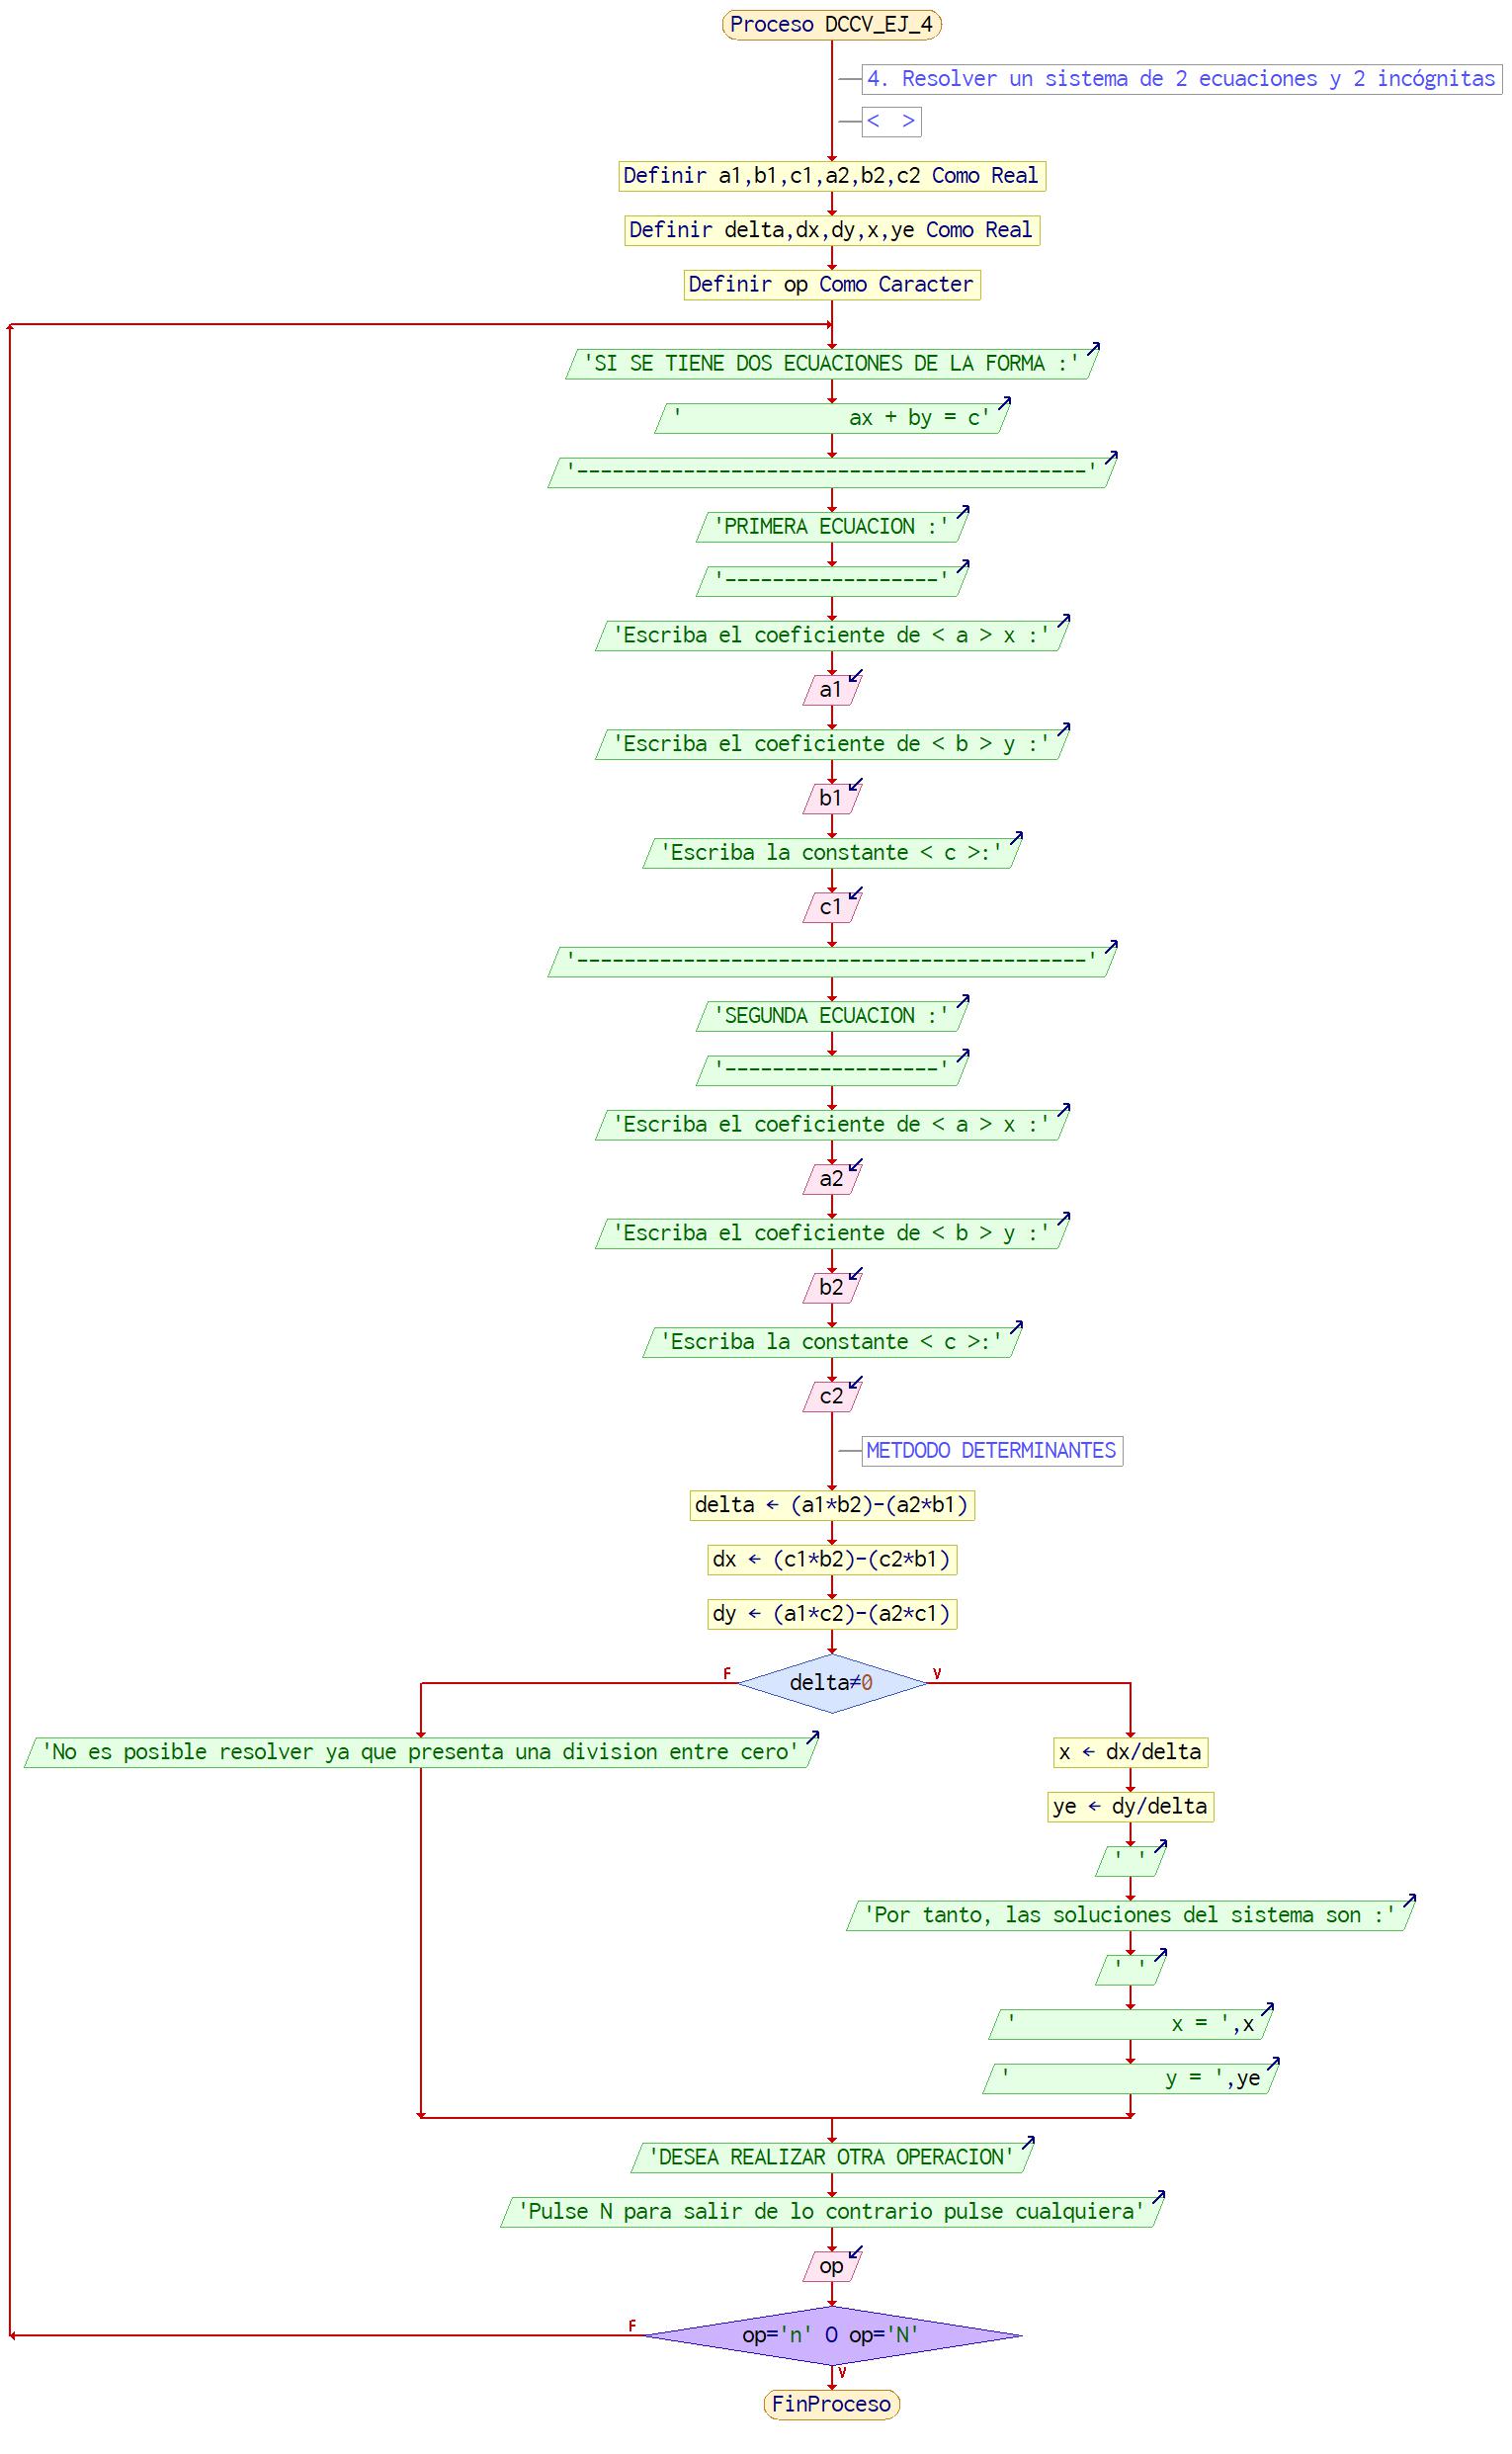 Proceso DCCV_EJ_4
4. Resolver un sistema de 2 ecuaciones y 2 incógnitas
<  >
Definir a1,b1,c1,a2,b2,c2 Como Real
Definir delta,dx,dy,x,ye Como Real
Definir op Como Caracter
'SI SE TIENE DOS ECUACIONES DE LA FORMA :'
'              ax + by = c'
'-------------------------------------------'
'PRIMERA ECUACION :'
'------------------'
'Escriba el coeficiente de < a > x :'
a1
'Escriba el coeficiente de < b > y :'
b1
'Escriba la constante < c >:'
c1
'-------------------------------------------'
'SEGUNDA ECUACION :'
'------------------'
'Escriba el coeficiente de < a > x :'
a2
'Escriba el coeficiente de < b > y :'
b2
'Escriba la constante < c >:'
c2
METDODO DETERMINANTES
delta ← (a1*b2)-(a2*b1)
dx ← (c1*b2)-(c2*b1)
dy ← (a1*c2)-(a2*c1)
F
delta≠0
V
'No es posible resolver ya que presenta una division entre cero'
x ← dx/delta
ye ← dy/delta
' '
'Por tanto, las soluciones del sistema son :'
' '
'             x = ',x
'             y = ',ye
'DESEA REALIZAR OTRA OPERACION'
'Pulse N para salir de lo contrario pulse cualquiera'
op
F
op='n' O op='N'
V
FinProceso